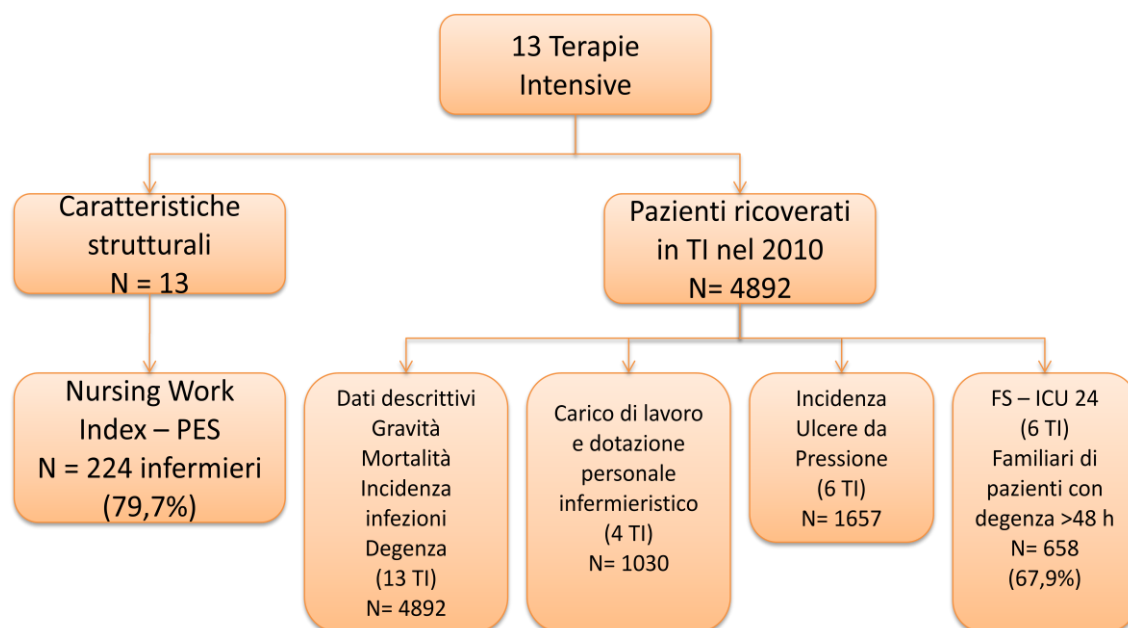 13 Terapie
Intensive
Caratteristiche
strutturali
N = 13
Pazienti ricoverati
in TI nel 2010
N= 4892
Nursing Work
Index – PES
N = 224 infermieri
(79,7%)
Dati descrittivi
Gravità
Mortalità
Incidenza
infezioni
Degenza
(13 TI)
N= 4892
Carico di lavoro
e dotazione
personale
infermieristico
(4 TI)
N= 1030
Incidenza
Ulcere da
Pressione
(6 TI)
N= 1657
FS – ICU 24
(6 TI)
Familiari di
pazienti con
degenza >48 h
N= 658
(67,9%)